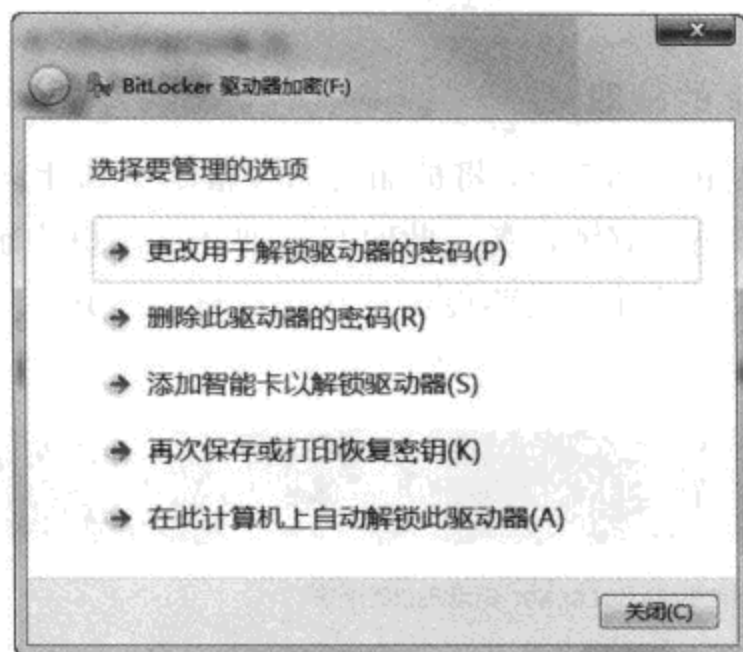 BitLocker 驱动器加密(F:)
选择要管理的选项
更改用于解锁驱动器的密码(P)
删除此驱动器的密码(R)
添加智能卡以解锁驱动器(S)
再次保存或打印恢复密钥(K)
在此计算机上自动解锁此驱动器(A)
关闭(C)